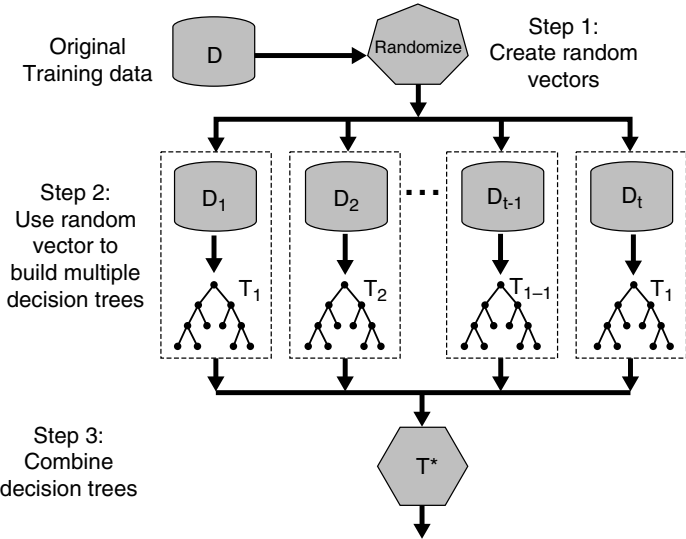 Original
Training data
D
Randomize
Step 1:
Create random
vectors
Step 2:
Use random
vector to
build multiple
decision trees
D1
D2
...
Dt-1
Dt
T1
T2
T1–1
T1
Step 3:
Combine
decision trees
T*